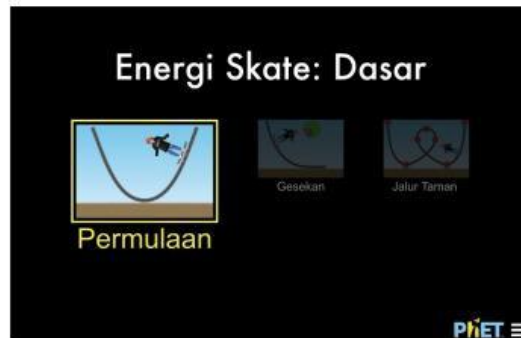 Energi Skate: Dasar
Permulaan
Gesekan
Jalur Taman
PhET